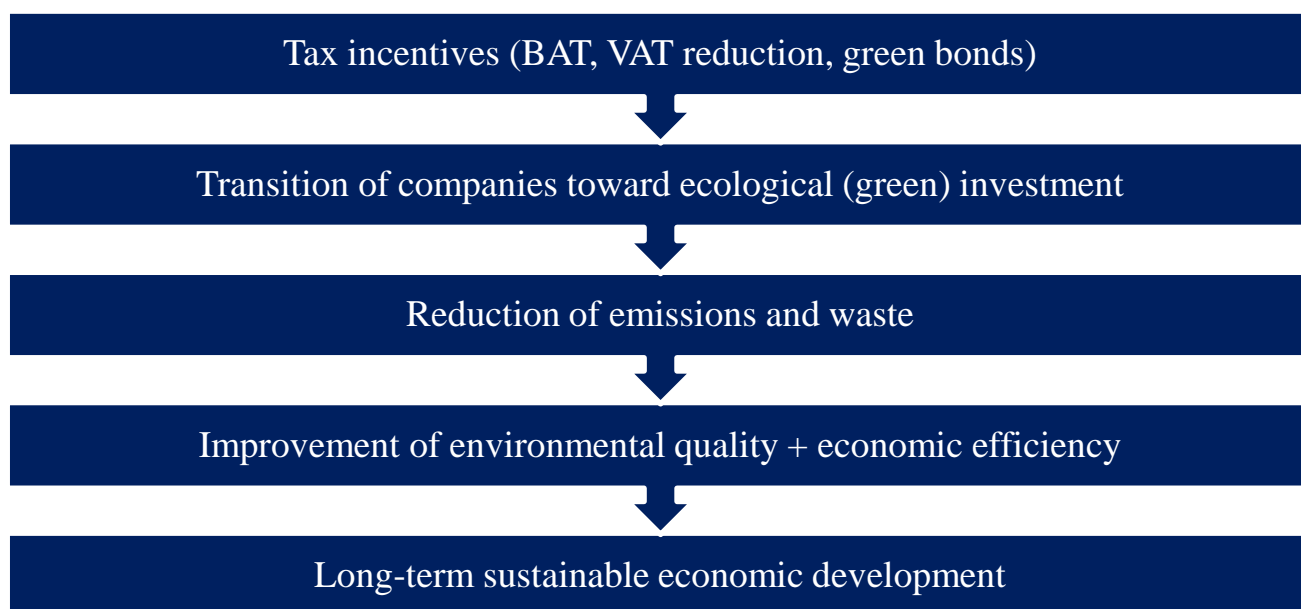 Tax incentives (BAT, VAT reduction, green bonds)
Transition of companies toward ecological (green) investment
Reduction of emissions and waste
Improvement of environmental quality + economic efficiency
Long-term sustainable economic development